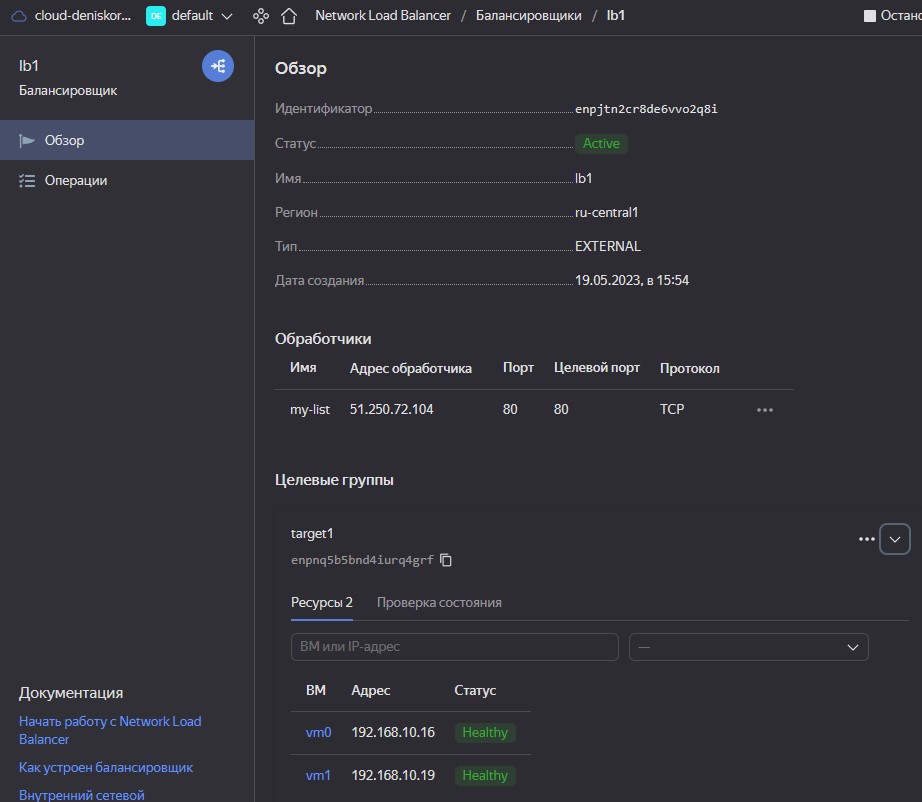 cloud-deniskor... DE default Network Load Balancer / Балансировщики / lb1 Остано
lb1
Балансировщик
Обзор
Операции
Обзор
Идентификатор enpjtn2cr8de6vvo2q8i
Статус Active
Имя lb1
Регион ru-central1
Тип EXTERNAL
Дата создания 19.05.2023, в 15:54
Обработчики
Имя Адрес обработчика Порт Целевой порт Протокол
my-list 51.250.72.104 80 80 TCP
Целевые группы
target1
enpnq5b5bnd4iurq4grf
Ресурсы 2 Проверка состояния
ВМ или IP-адрес —
ВМ Адрес Статус
vm0 192.168.10.16 Healthy
vm1 192.168.10.19 Healthy
Документация
Начать работу с Network Load
Balancer
Как устроен балансировщик
Внутренний сетевой